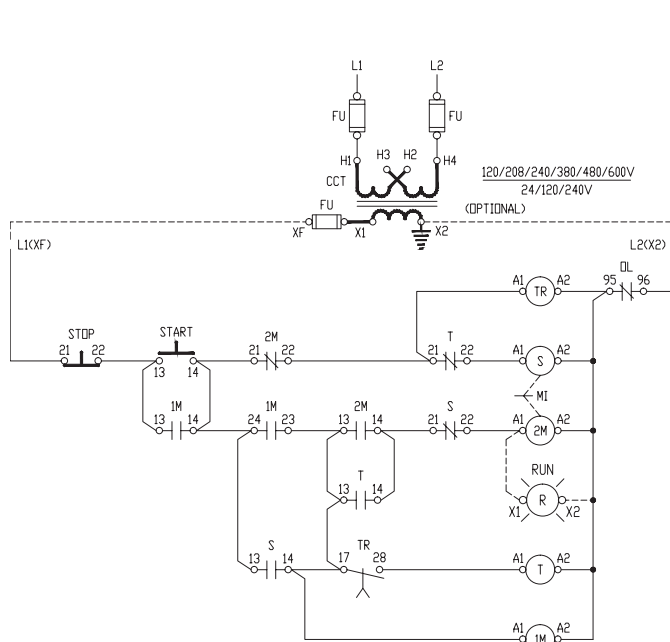 L1 L2
FU FU
H1 H3 H2 H4
CCT
120/208/240/380/480/600V
24/120/240V
(OPTIONAL)
FU
XF X1 X2
L1(XF) L2(X2)
OL
A1 TR A2 95 96
STOP START 2M T
21 22 13 14 21 22 21 22 A1 S A2
MI
1M 1M 2M S
13 14 24 23 13 14 21 22 A1 2M A2
RUN
T
13 14 X1 R X2
S TR
13 14 17 28 A1 T A2
A1 1M A2